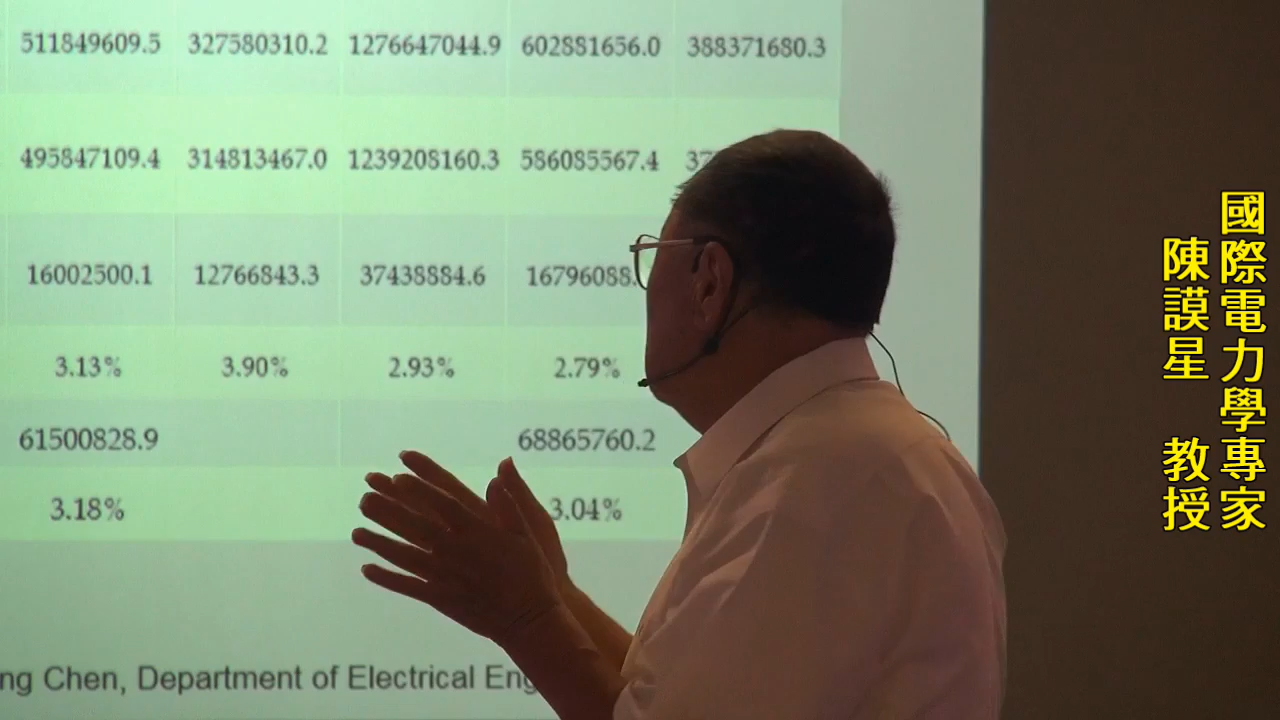 511849609.5 327580310.2 1276647044.9 602881656.0 388371680.3
495847109.4 314813467.0 1239208160.3 586085567.4
16002500.1 12766843.3 37438884.6 16796088.
3.13% 3.90% 2.93% 2.79%
61500828.9 68865760.2
3.18% 3.04%
Chen, Department of Electrical
國際電力學專家
陳謨星 教授